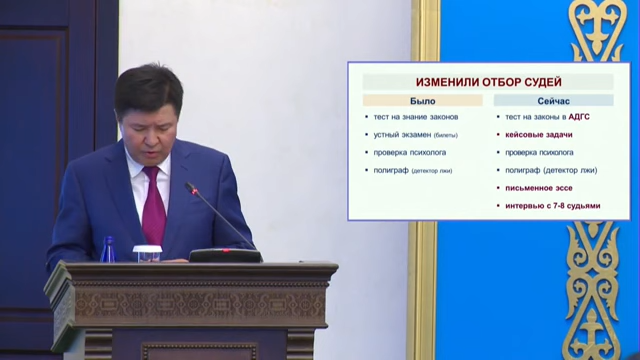 ИЗМЕНИЛИ ОТБОР СУДЕЙ
Было
тест на знание законов
устный экзамен (билеты)
проверка психолога
полиграф (детектор лжи)
Сейчас
тест на законы в АДГС
кейсовые задачи
проверка психолога
полиграф (детектор лжи)
письменное эссе
интервью с 7-8 судьями